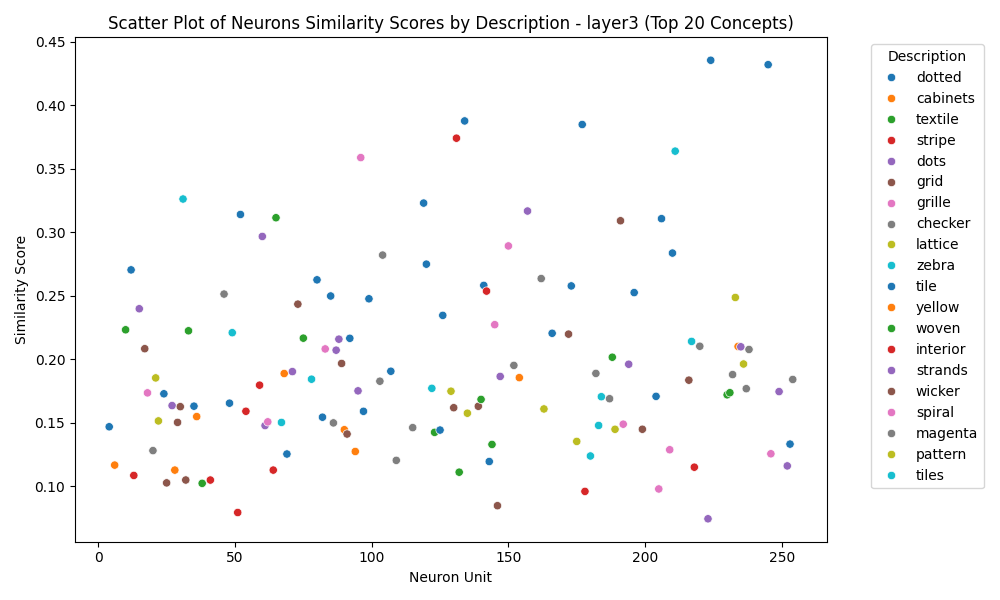 Scatter Plot of Neurons Similarity Scores by Description - layer3 (Top 20 Concepts)
0.45
0.40
0.35
0.30
0.25
0.20
0.15
0.10
Similarity Score
0
50
100
150
200
250
Neuron Unit
Description
dotted
cabinets
textile
stripe
dots
grid
grille
checker
lattice
zebra
tile
yellow
woven
interior
strands
wicker
spiral
magenta
pattern
tiles